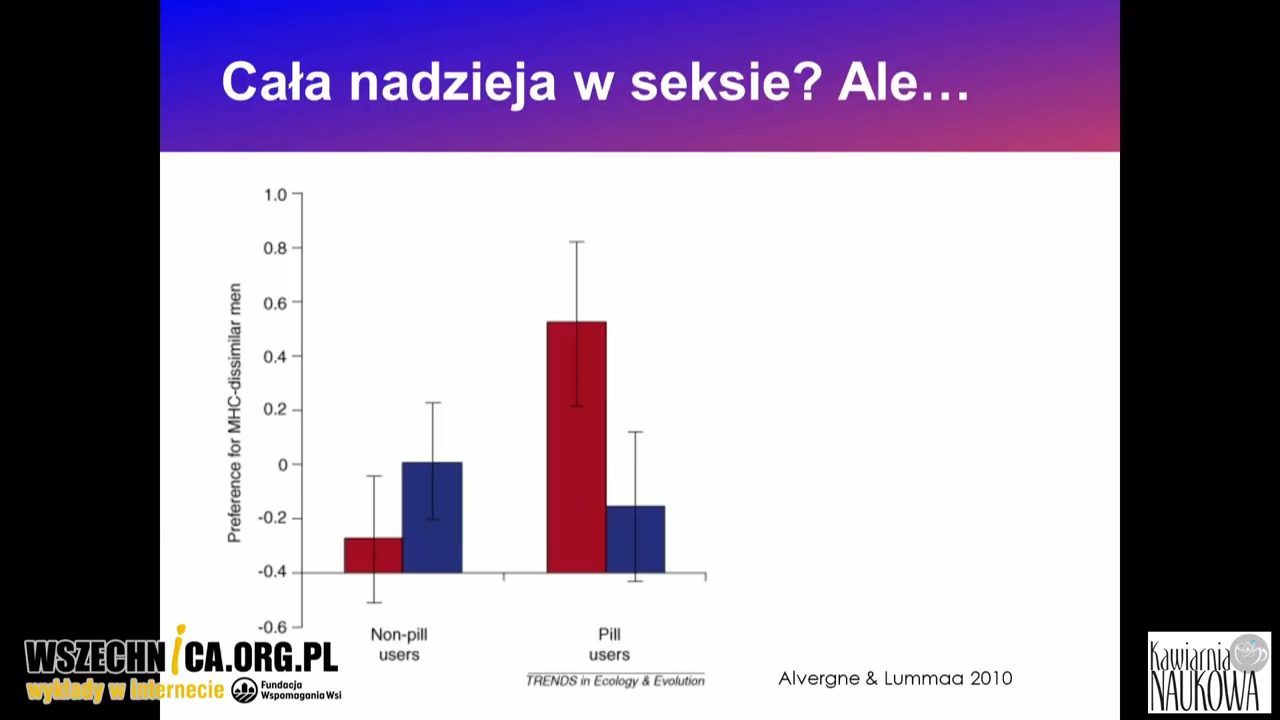 Cała nadzieja w seksie? Ale…
1.0
0.8
0.6
0.4
0.2
0
-0.2
-0.4
-0.6
Preference for MHC-dissimilar men
Non-pill
users
Pill
users
TRENDS in Ecology & Evolution
Alvergne & Lummaa 2010
WSZECHNiCA.ORG.PL
wykłady w Internecie
Fundacja
WspomaganiaWsi
Kawiarnia
NAUKOWA